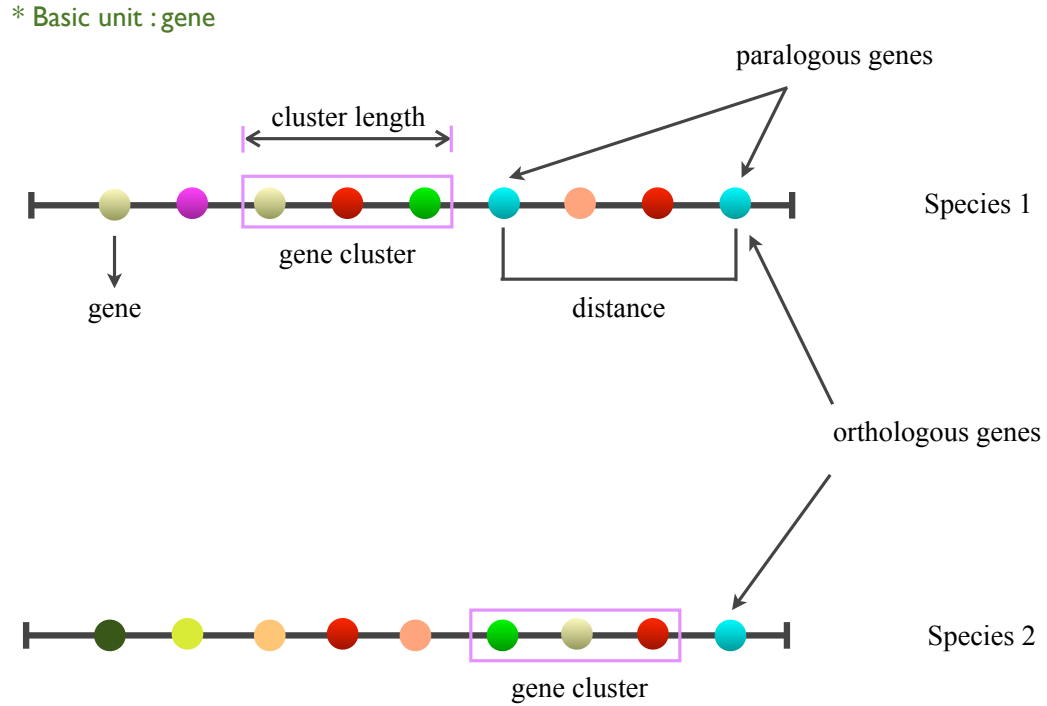 * Basic unit : gene
paralogous genes
cluster length
Species 1
gene cluster
gene
distance
orthologous genes
Species 2
gene cluster